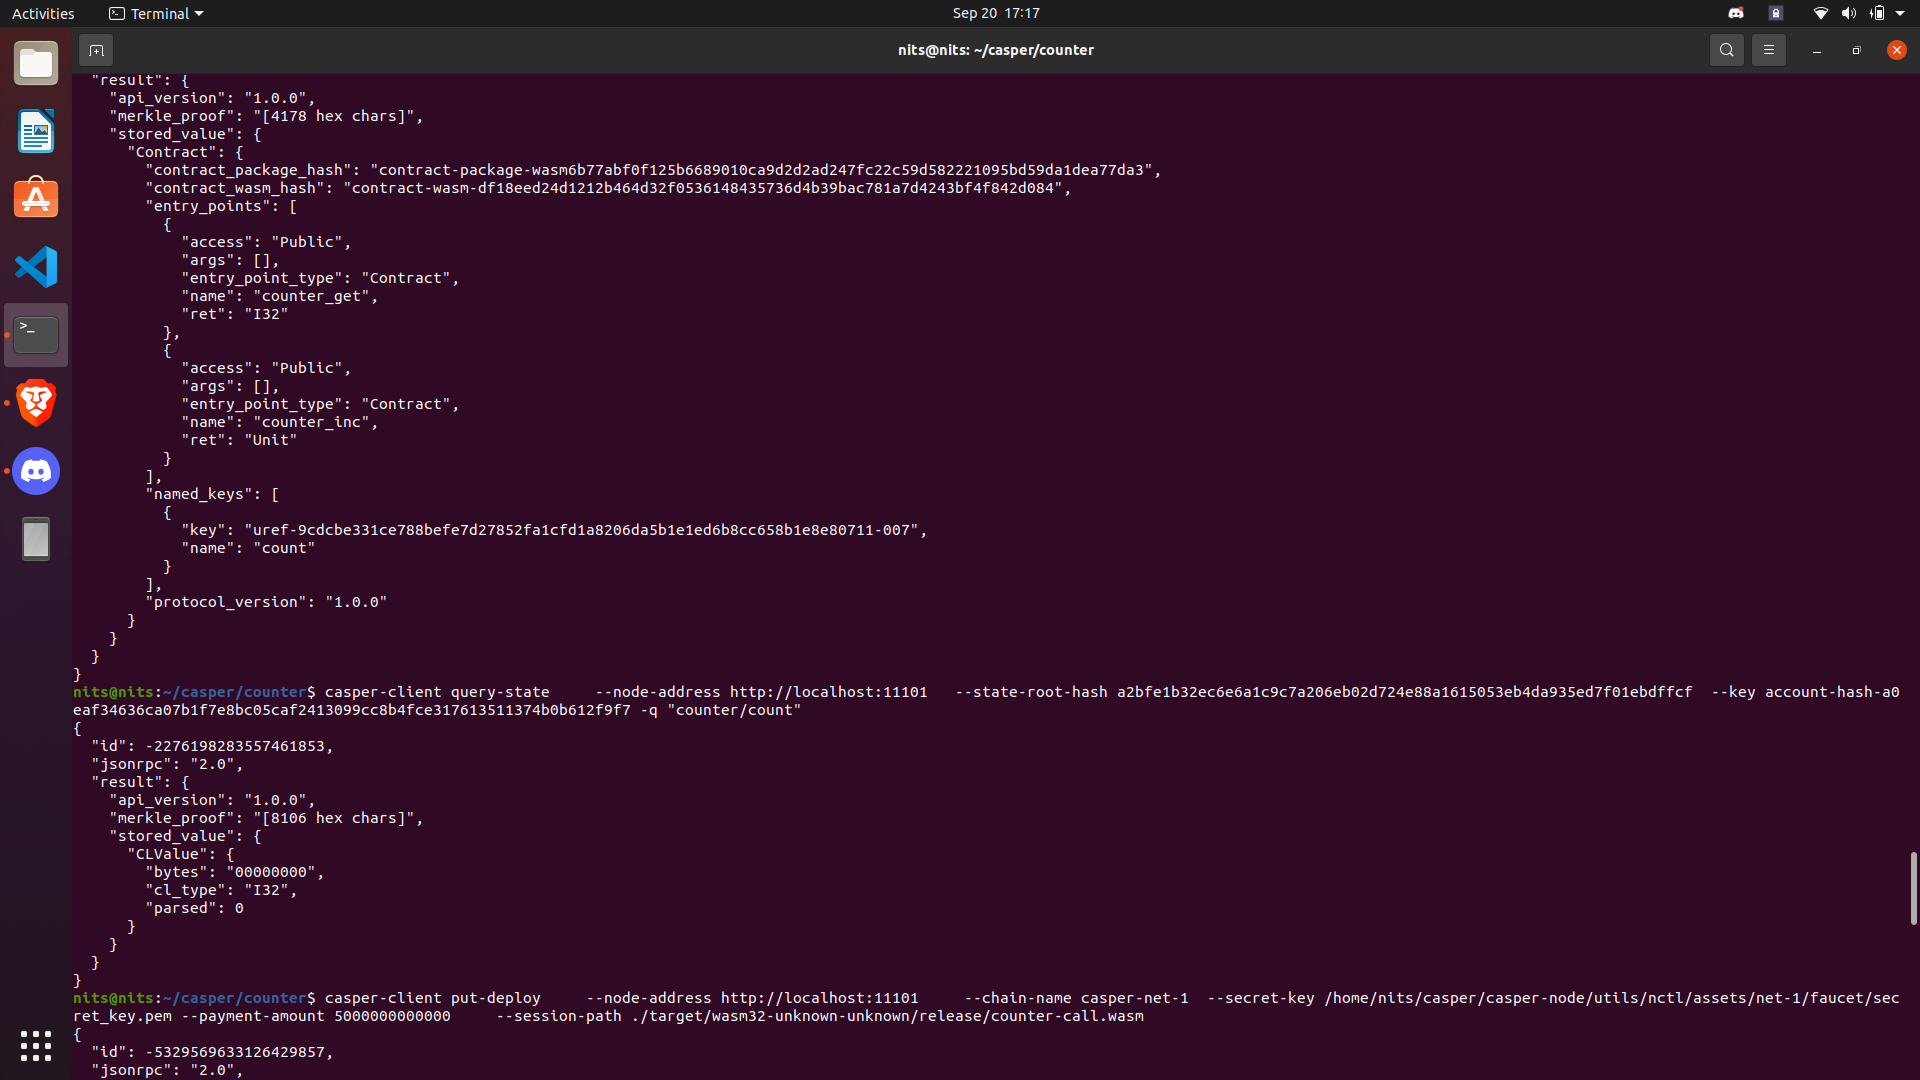 Activities
Terminal
Sep 20 17:17
nits@nits: ~/casper/counter
"result": {
"api_version": "1.0.0",
"merkle_proof": "[4178 hex chars]",
"stored_value": {
"Contract": {
"contract_package_hash": "contract-package-wasm6b77abf0f125b6689010ca9d2d2ad247fc22c59d582221095bd59da1dea77da3",
"contract_wasm_hash": "contract-wasm-df18eed24d1212b464d32f0536148435736d4b39bac781a7d4243bf4f842d084",
"entry_points": [
{
"access": "Public",
"args": [],
"entry_point_type": "Contract",
"name": "counter_get",
"ret": "I32"
},
{
"access": "Public",
"args": [],
"entry_point_type": "Contract",
"name": "counter_inc",
"ret": "Unit"
}
],
"named_keys": [
{
"key": "uref-9cdcbe331ce788befe7d27852fa1cfd1a8206da5b1e1ed6b8cc658b1e8e80711-007",
"name": "count"
}
],
"protocol_version": "1.0.0"
}
}
}
}
nits@nits:~/casper/counter$ casper-client query-state --node-address http://localhost:11101 --state-root-hash a2bfe1b32ec6e6a1c9c7a206eb02d724e88a1615053eb4da935ed7f01ebdffcf --key account-hash-a0
eaf34636ca07b1f7e8bc05caf2413099cc8b4fce317613511374b0b612f9f7 -q "counter/count"
{
"id": -2276198283557461853,
"jsonrpc": "2.0",
"result": {
"api_version": "1.0.0",
"merkle_proof": "[8106 hex chars]",
"stored_value": {
"CLValue": {
"bytes": "00000000",
"cl_type": "I32",
"parsed": 0
}
}
}
}
nits@nits:~/casper/counter$ casper-client put-deploy --node-address http://localhost:11101 --chain-name casper-net-1 --secret-key /home/nits/casper/casper-node/utils/nctl/assets/net-1/faucet/sec
ret_key.pem --payment-amount 5000000000000 --session-path ./target/wasm32-unknown-unknown/release/counter-call.wasm
{
"id": -5329569633126429857,
"jsonrpc": "2.0",